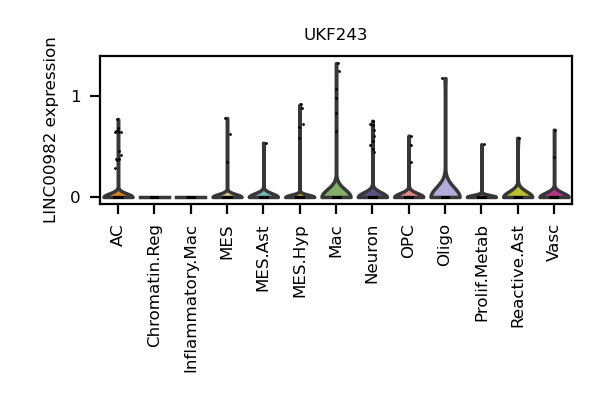 UKF243
LINC00982 expression
1
0
AC
Chromatin.Reg
Inflammatory.Mac
MES
MES.Ast
MES.Hyp
Mac
Neuron
OPC
Oligo
Prolif.Metab
Reactive.Ast
Vasc